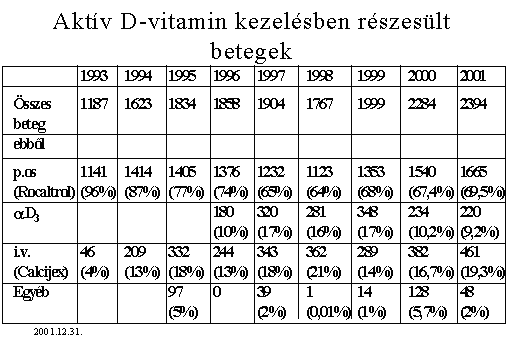 Aktív D-vitamin kezelésben részesült
betegek
1993 1994 1995 1996 1997 1998 1999 2000 2001
Összes beteg 1187 1623 1834 1858 1904 1767 1999 2284 2394
ebből
p.os 1141 1414 1405 1376 1232 1123 1353 1540 1665
(Rocaltrol) (96%) (87%) (77%) (74%) (65%) (64%) (68%) (67,4%) (69,5%)
αD3 180 320 281 348 234 220
(10%) (17%) (16%) (17%) (10,2%) (9,2%)
i.v. 46 209 332 244 343 362 289 382 461
(Calcijex) (4%) (13%) (18%) (13%) (18%) (21%) (14%) (16,7%) (19,3%)
Egyéb 97 0 39 1 14 128 48
(5%) (2%) (0,01%) (1%) (5,7%) (2%)
2001.12.31.